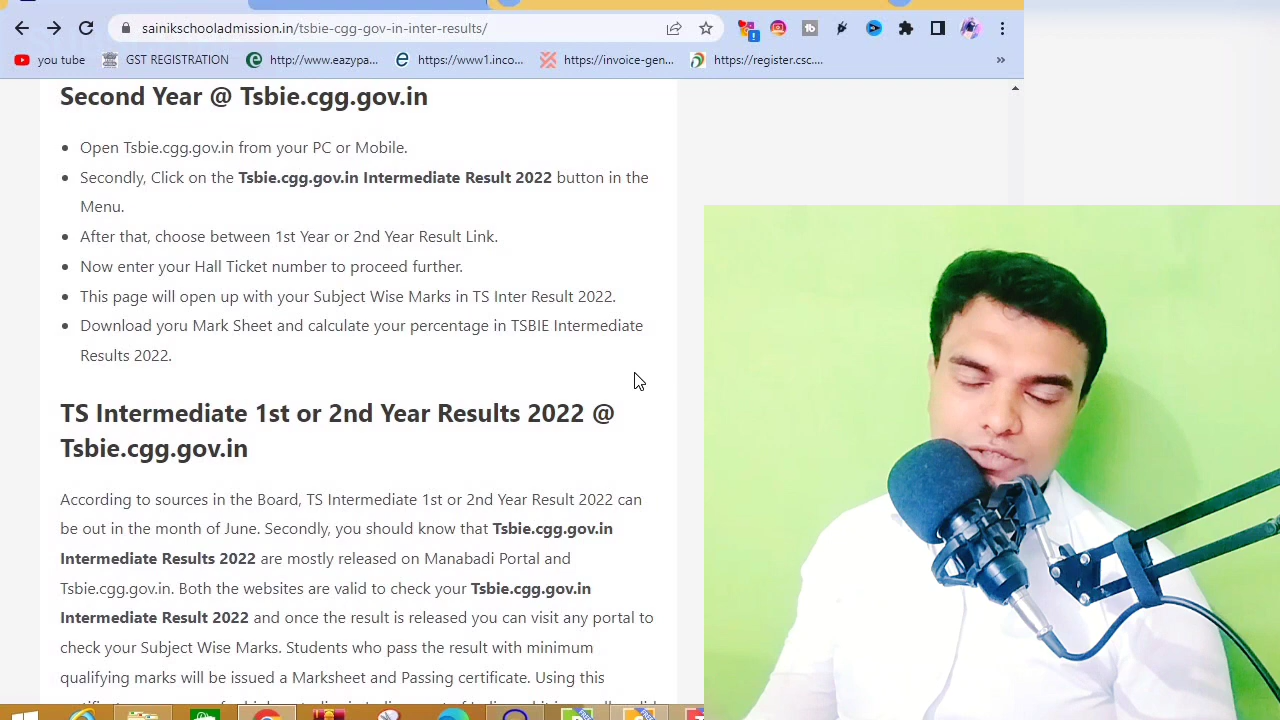 sainikschooladmission.in/tsbie-cgg-gov-in-inter-results/
you tube GST REGISTRATION http://www.eazypa... https://www1.inco... https://invoice-gen... https://register.csc.... »
Second Year @ Tsbie.cgg.gov.in
• Open Tsbie.cgg.gov.in from your PC or Mobile.
• Secondly, Click on the Tsbie.cgg.gov.in Intermediate Result 2022 button in the
Menu.
• After that, choose between 1st Year or 2nd Year Result Link.
• Now enter your Hall Ticket number to proceed further.
• This page will open up with your Subject Wise Marks in TS Inter Result 2022.
• Download yoru Mark Sheet and calculate your percentage in TSBIE Intermediate
Results 2022.
TS Intermediate 1st or 2nd Year Results 2022 @
Tsbie.cgg.gov.in
According to sources in the Board, TS Intermediate 1st or 2nd Year Result 2022 can
be out in the month of June. Secondly, you should know that Tsbie.cgg.gov.in
Intermediate Results 2022 are mostly released on Manabadi Portal and
Tsbie.cgg.gov.in. Both the websites are valid to check your Tsbie.cgg.gov.in
Intermediate Result 2022 and once the result is released you can visit any portal to
check your Subject Wise Marks. Students who pass the result with minimum
qualifying marks will be issued a Marksheet and Passing certificate. Using this